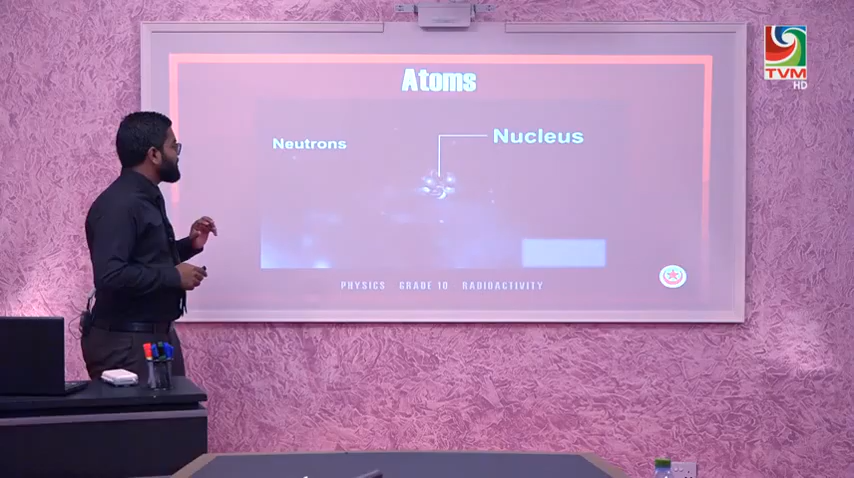 TVM
HD
Atoms
Neutrons
Nucleus
PHYSICS GRADE 10 RADIOACTIVITY